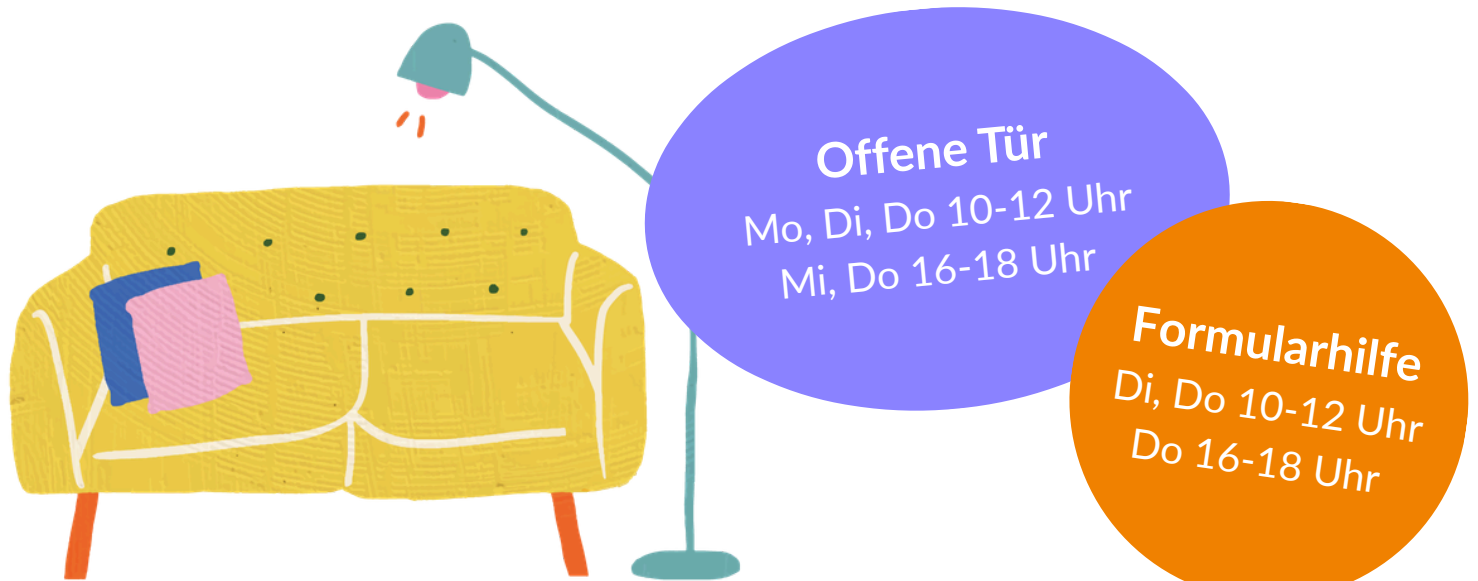 Offene Tür
Mo, Di, Do 10-12 Uhr
Mi, Do 16-18 Uhr
Formularhilfe
Di, Do 10-12 Uhr
Do 16-18 Uhr